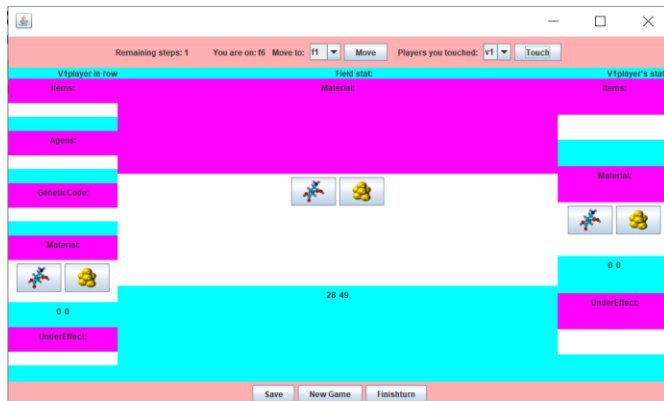 Remaining steps: 1 You are on: f6 Move to: f1 Move Players you touched: v1 Touch
V1player in row Field stat: V1player's stat
Items: Material: Items:
Agens:
Material:
GeneticCode:
Material:
0 0
28 49
0 0 UnderEffect:
UnderEffect:
Save New Game Finishturn